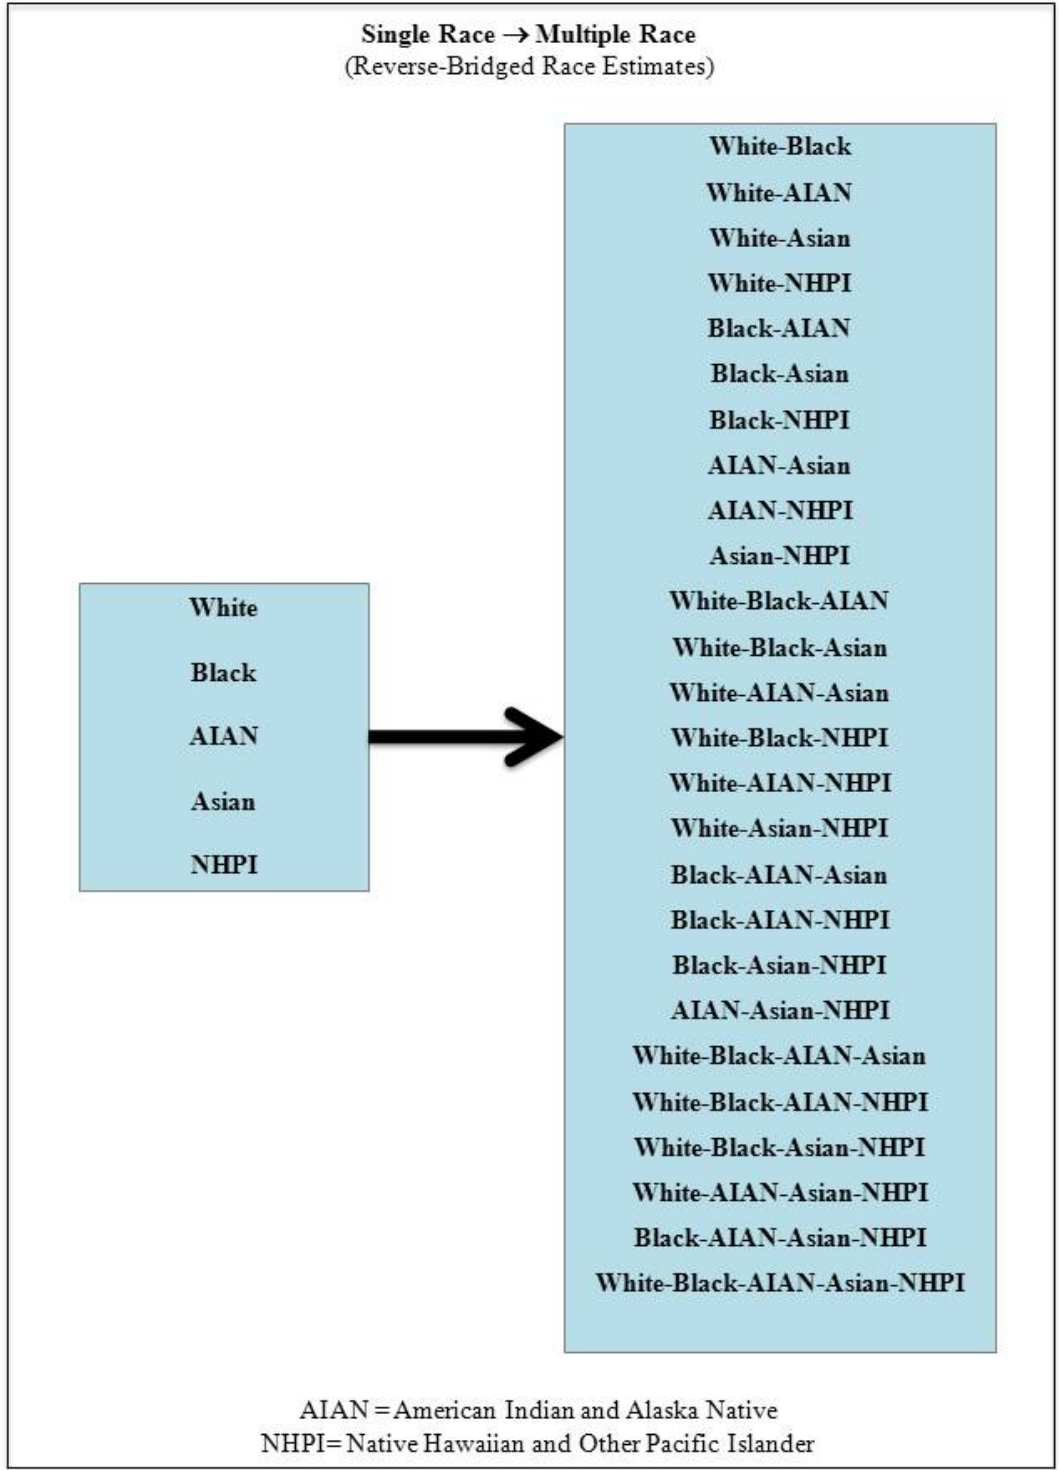 Single Race → Multiple Race
(Reverse-Bridged Race Estimates)
White
Black
AIAN
Asian
NHPI
White-Black
White-AIAN
White-Asian
White-NHPI
Black-AIAN
Black-Asian
Black-NHPI
AIAN-Asian
AIAN-NHPI
Asian-NHPI
White-Black-AIAN
White-Black-Asian
White-AIAN-Asian
White-Black-NHPI
White-AIAN-NHPI
White-Asian-NHPI
Black-AIAN-Asian
Black-AIAN-NHPI
Black-Asian-NHPI
AIAN-Asian-NHPI
White-Black-AIAN-Asian
White-Black-AIAN-NHPI
White-Black-Asian-NHPI
White-AIAN-Asian-NHPI
Black-AIAN-Asian-NHPI
White-Black-AIAN-Asian-NHPI
AIAN = American Indian and Alaska Native
NHPI= Native Hawaiian and Other Pacific Islander